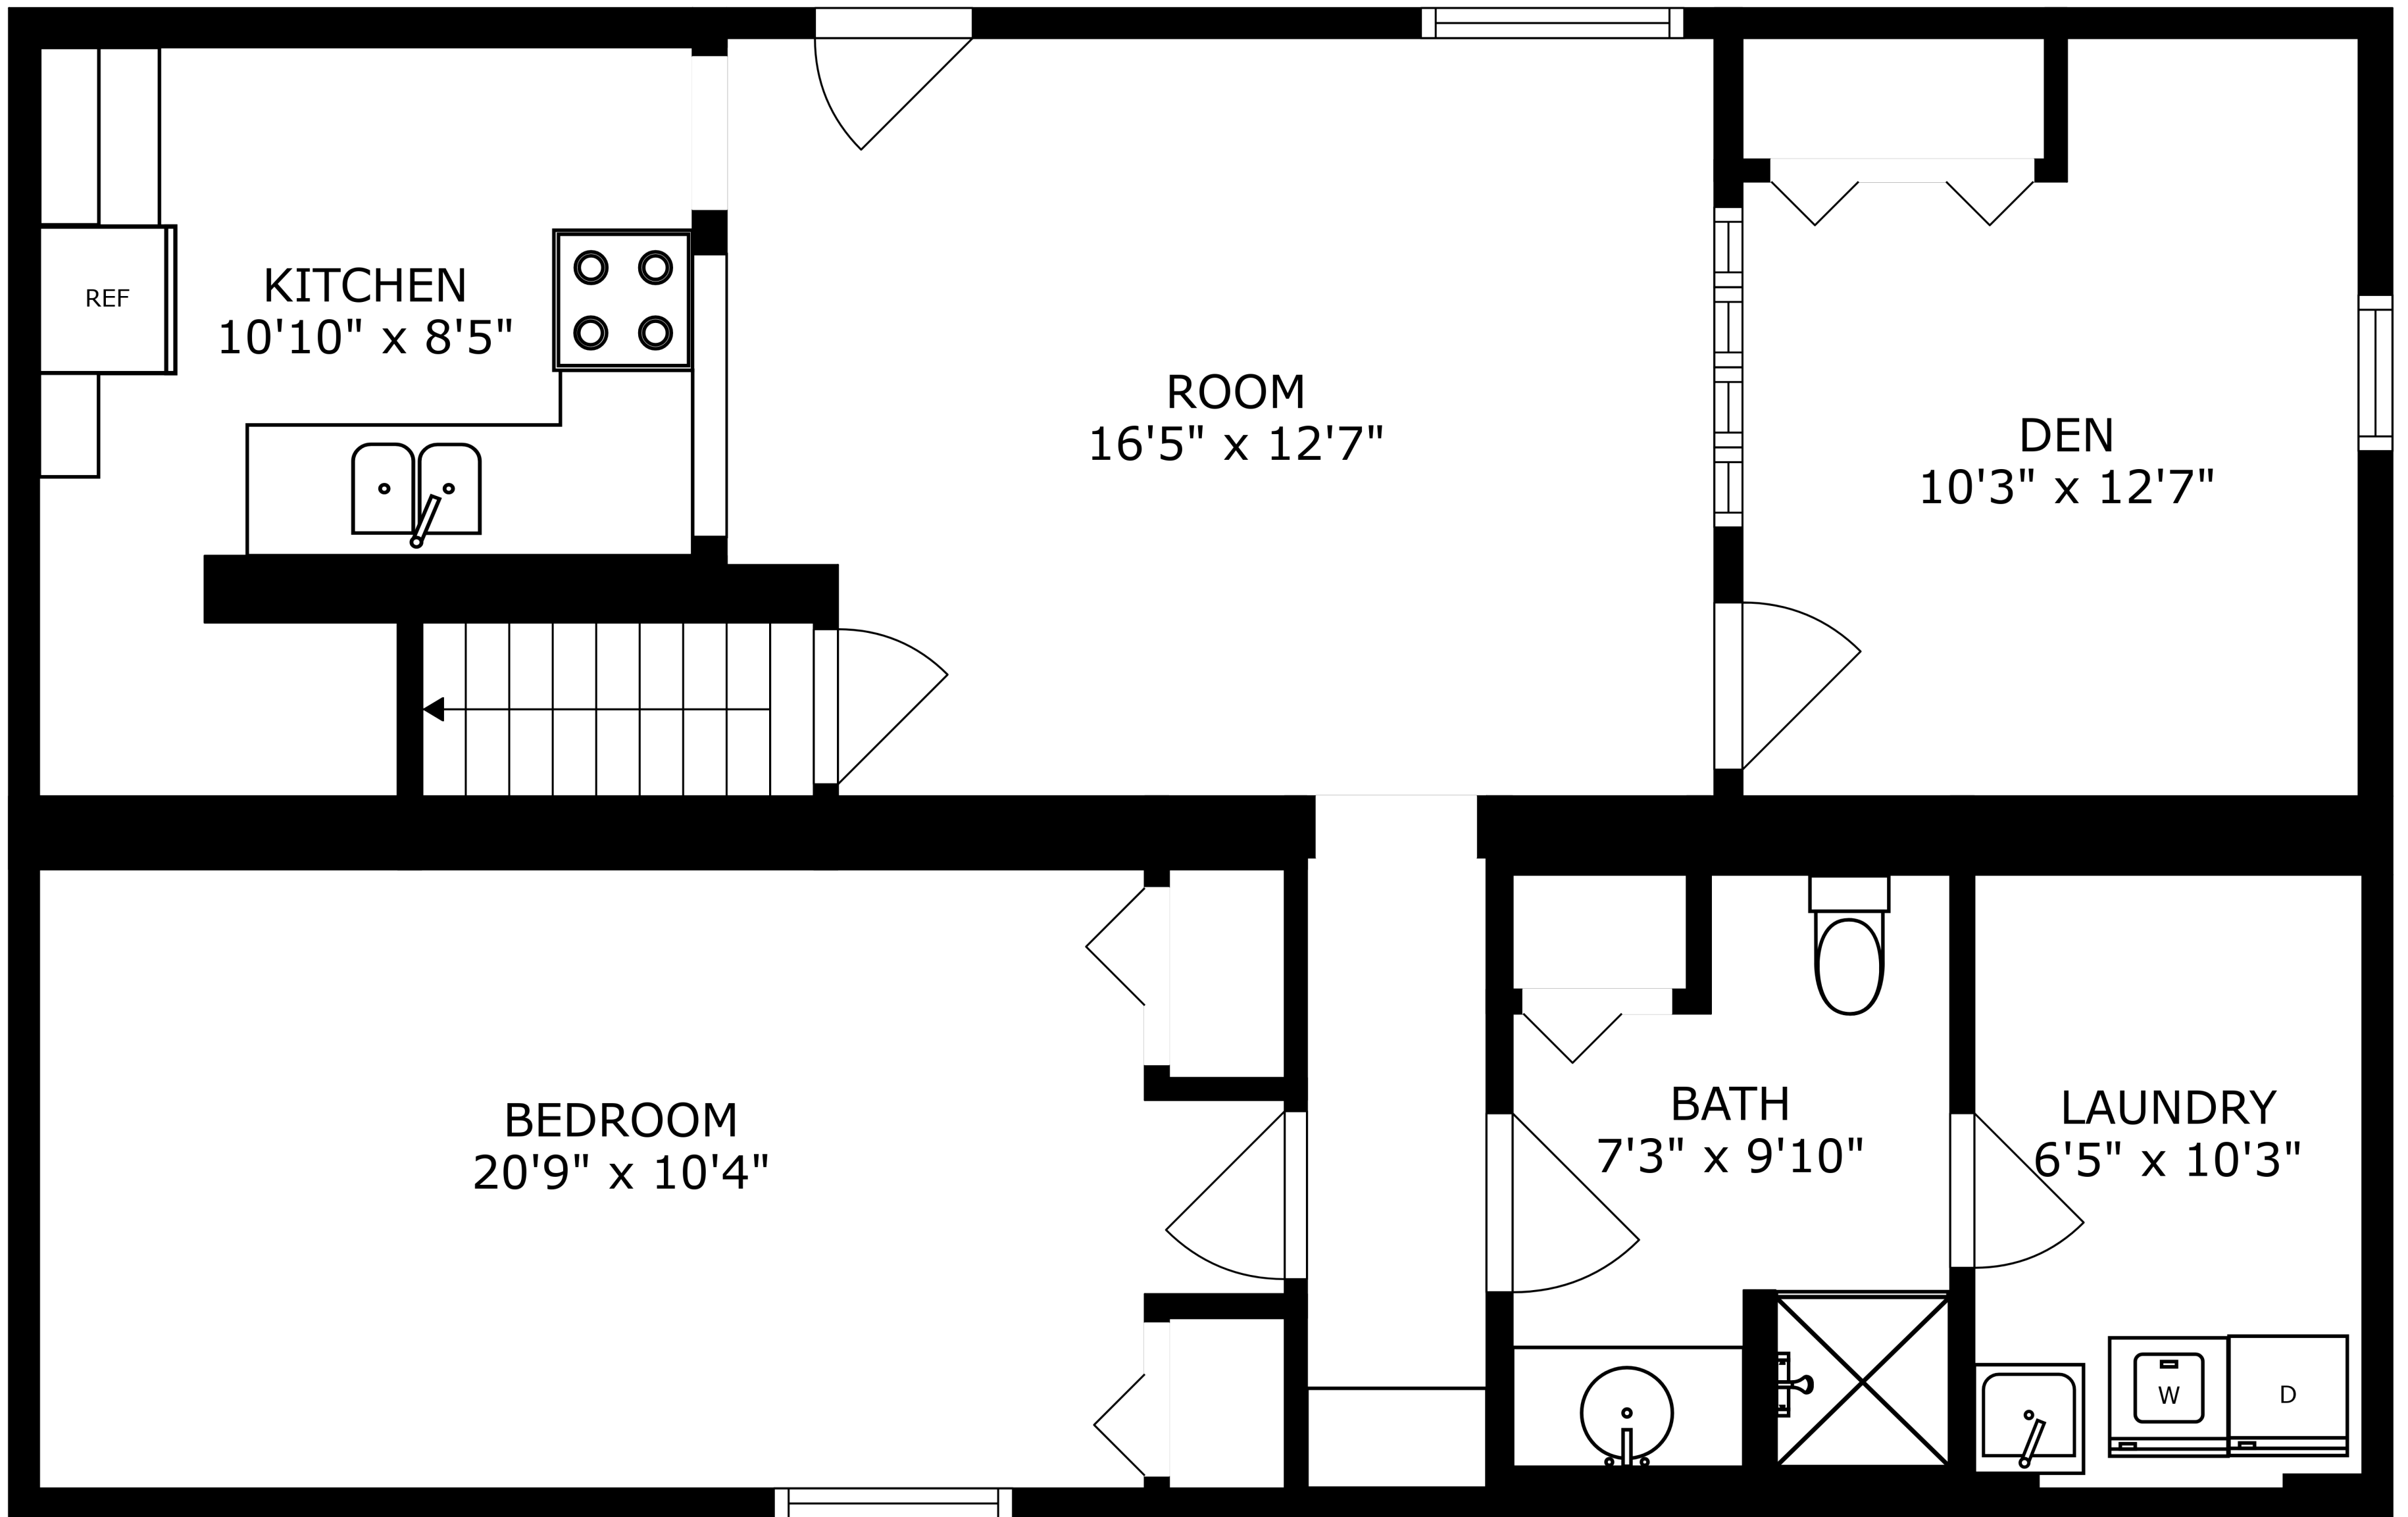 KITCHEN
10'10" x 8'5"
REF
ROOM
16'5" x 12'7"
DEN
10'3" x 12'7"
BEDROOM
20'9" x 10'4"
BATH
7'3" x 9'10"
LAUNDRY
6'5" x 10'3"
W
D